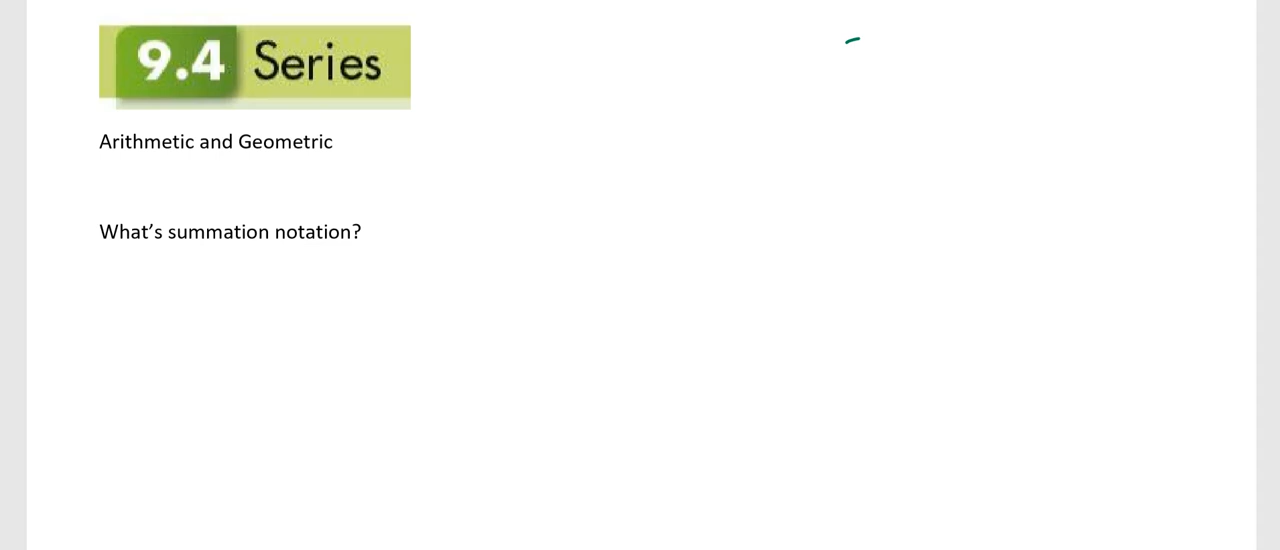 9.4 Series
Arithmetic and Geometric
What’s summation notation?